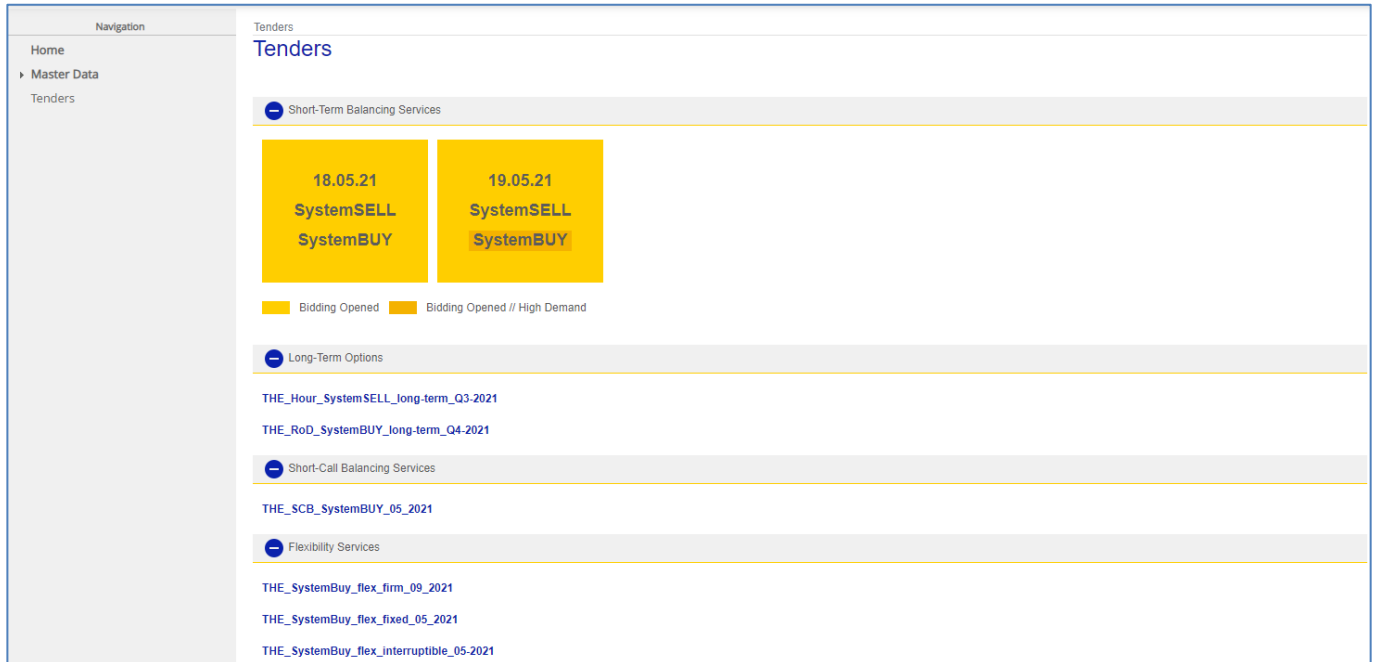 Navigation
Home
Master Data
Tenders
Tenders
Tenders
Short-Term Balancing Services
18.05.21
SystemSELL
SystemBUY
19.05.21
SystemSELL
SystemBUY
Bidding Opened
Bidding Opened // High Demand
Long-Term Options
THE_Hour_SystemSELL_long-term_Q3-2021
THE_RoD_SystemBUY_long-term_Q4-2021
Short-Call Balancing Services
THE_SCB_SystemBUY_05_2021
Flexibility Services
THE_SystemBuy_flex_firm_09_2021
THE_SystemBuy_flex_fixed_05_2021
THE_SystemBuy_flex_interruptible_05-2021